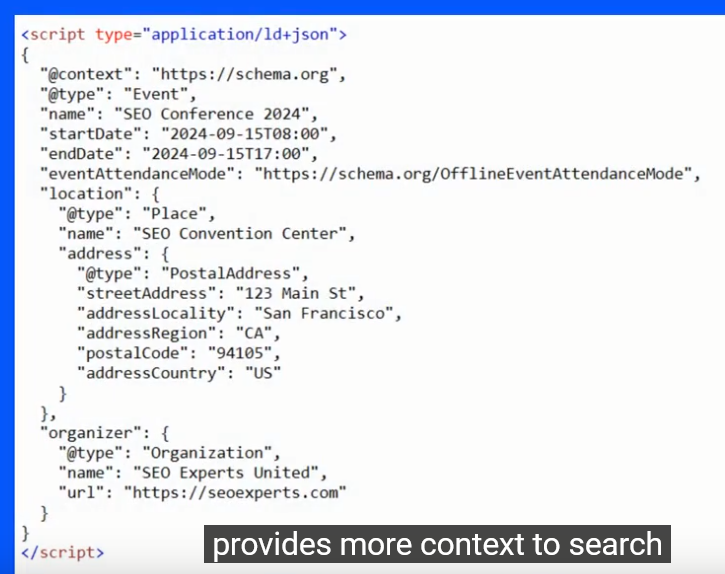 <script type="application/ld+json">
{
  "@context": "https://schema.org",
  "@type": "Event",
  "name": "SEO Conference 2024",
  "startDate": "2024-09-15T08:00",
  "endDate": "2024-09-15T17:00",
  "eventAttendanceMode": "https://schema.org/OfflineEventAttendanceMode",
  "location": {
    "@type": "Place",
    "name": "SEO Convention Center",
    "address": {
      "@type": "PostalAddress",
      "streetAddress": "123 Main St",
      "addressLocality": "San Francisco",
      "addressRegion": "CA",
      "postalCode": "94105",
      "addressCountry": "US"
    }
  },
  "organizer": {
    "@type": "Organization",
    "name": "SEO Experts United",
    "url": "https://seoexperts.com"
  }
}
</script>
provides more context to search